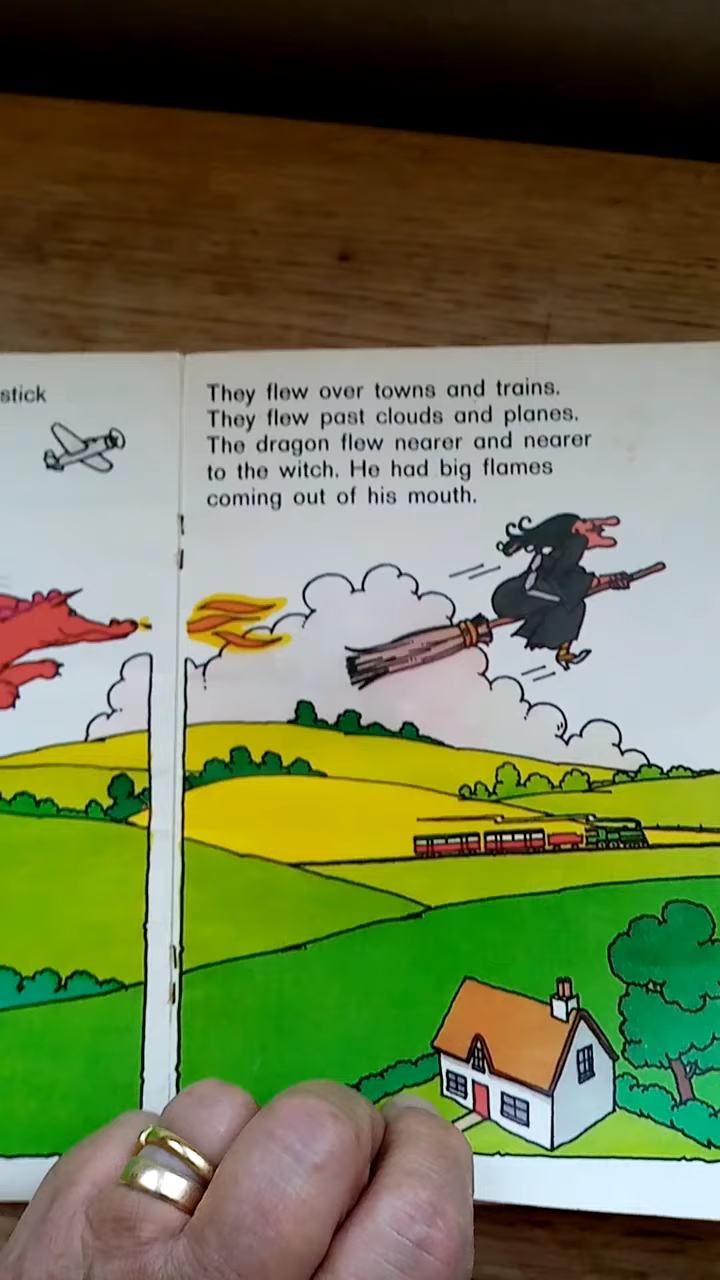 stick
They flew over towns and trains.
They flew past clouds and planes.
The dragon flew nearer and nearer
to the witch. He had big flames
coming out of his mouth.